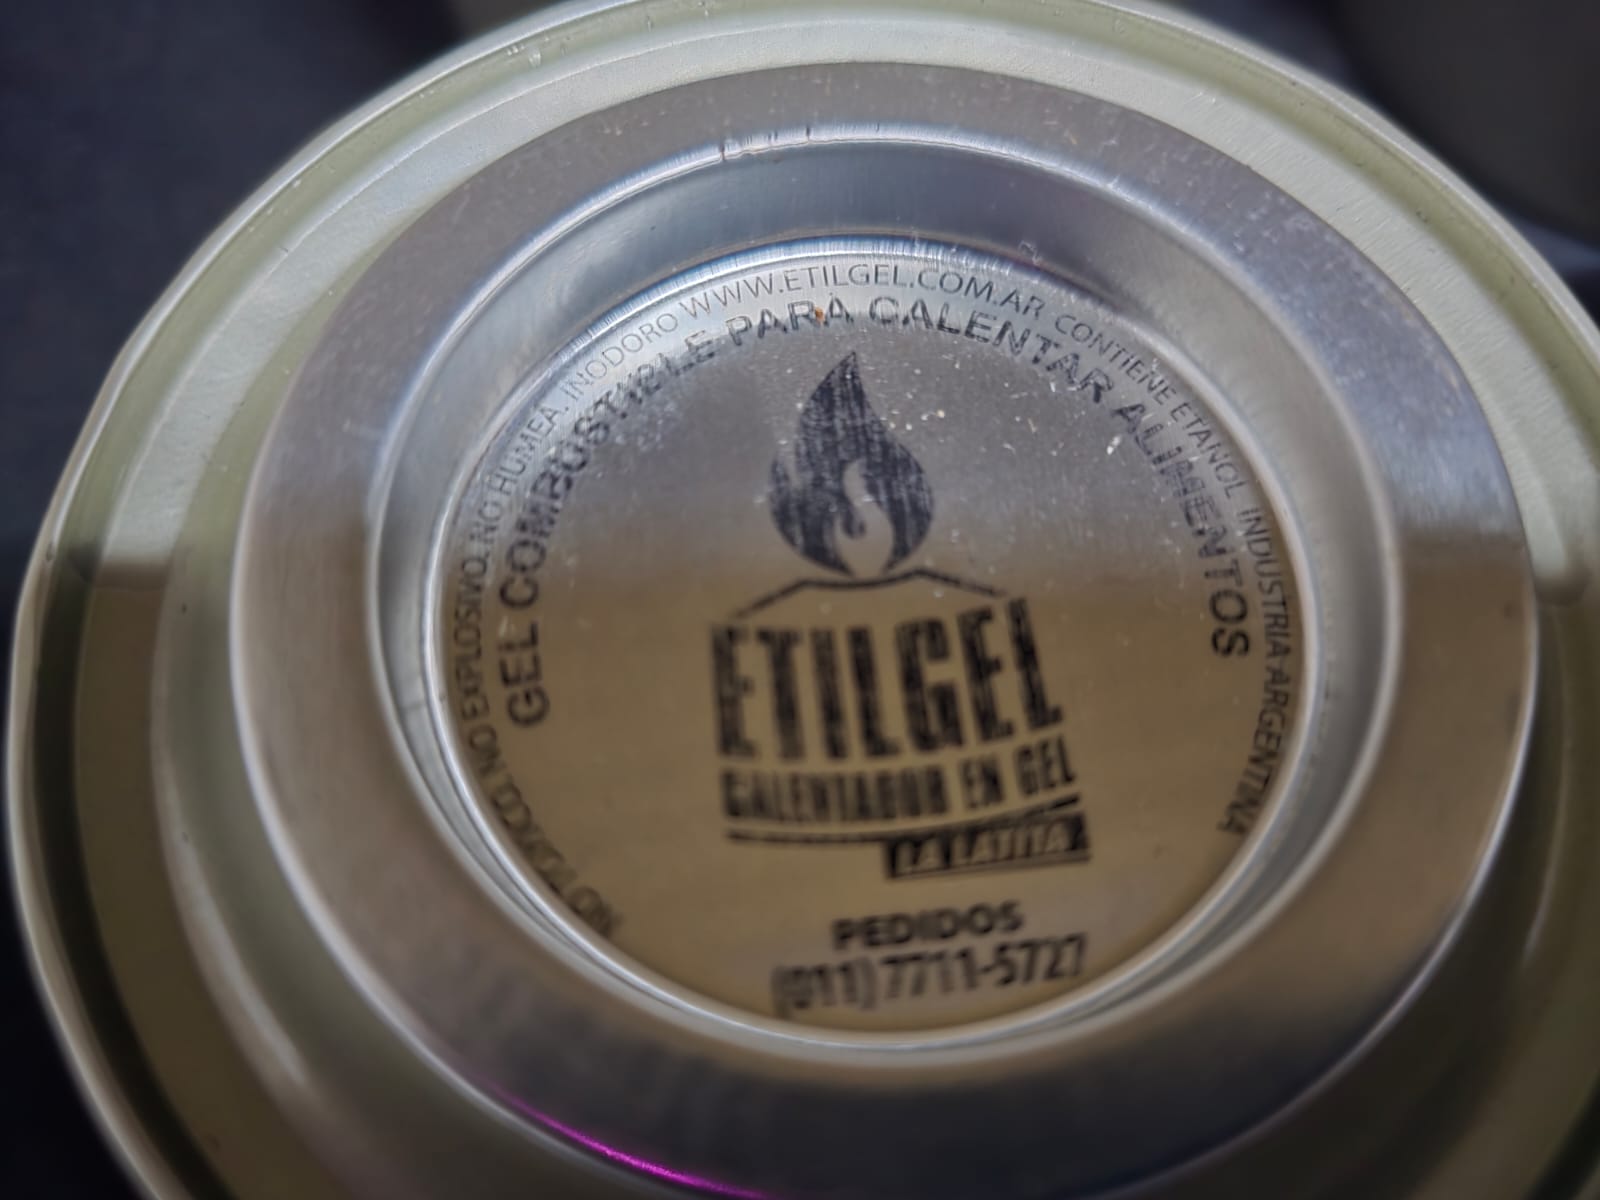 NO TÓXICO. NO EXPLOSIVO. NO HUMEA. INODORO WWW.ETILGEL.COM.AR CONTIENE ETANOL INDUSTRIA ARGENTINA
GEL COMBUSTIBLE PARA CALENTAR ALIMENTOS
ETILGEL
CALENTADOR EN GEL
LA LATITA
PEDIDOS
(011) 7711-5727